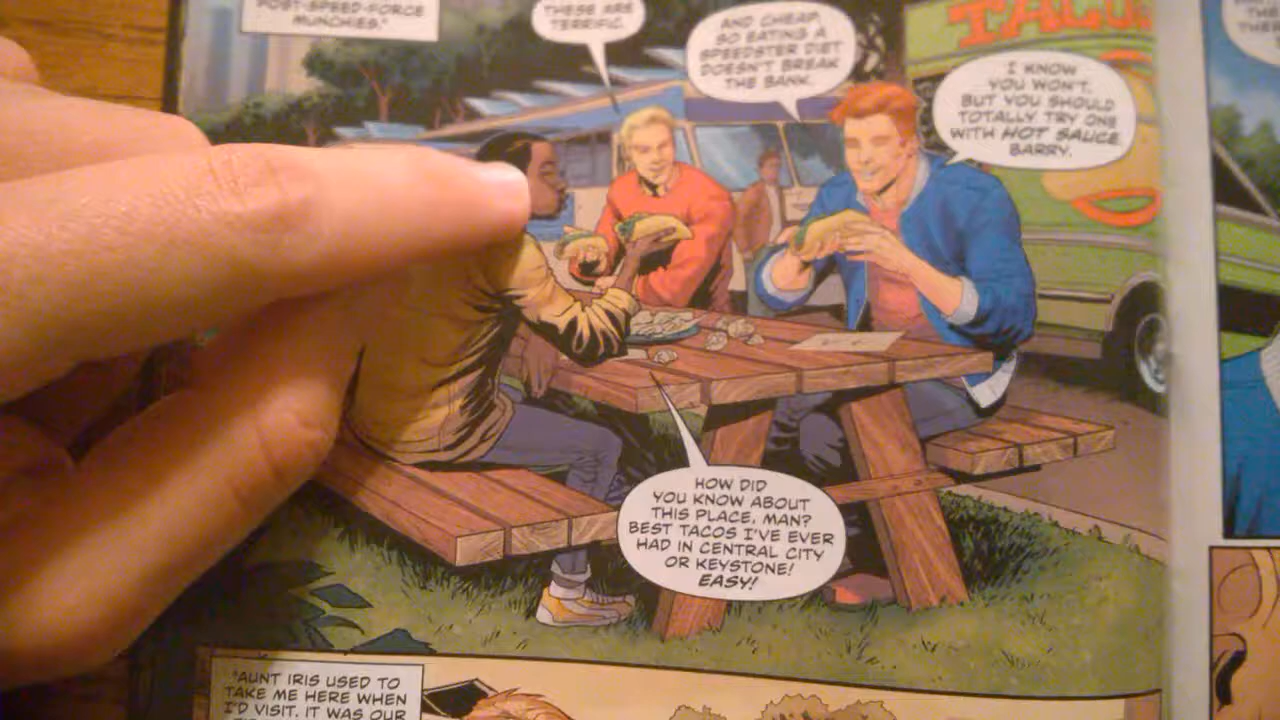 POST-SPEED-FORCE
MUNCHIES."
THESE ARE
TERRIFIC.
AND CHEAP,
SO EATING A
SPEEDSTER DIET
DOESN'T BREAK
THE BANK.
TACOS
I KNOW
YOU WON'T,
BUT YOU SHOULD
TOTALLY TRY ONE
WITH HOT SAUCE,
BARRY.
HOW DID
YOU KNOW ABOUT
THIS PLACE, MAN?
BEST TACOS I'VE EVER
HAD IN CENTRAL CITY
OR KEYSTONE!
EASY!
"AUNT IRIS USED TO
TAKE ME HERE WHEN
I'D VISIT. IT WAS OUR
THE